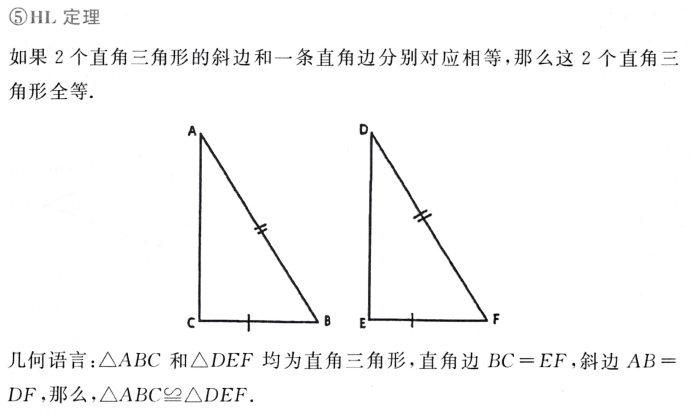 ⑤HL 定理
如果 2 个直角三角形的斜边和一条直角边分别对应相等,那么这 2 个直角三
角形全等.
A D
C B E F
几何语言:△ABC 和△DEF 均为直角三角形,直角边 BC=EF,斜边 AB=
DF,那么,△ABC≌△DEF.